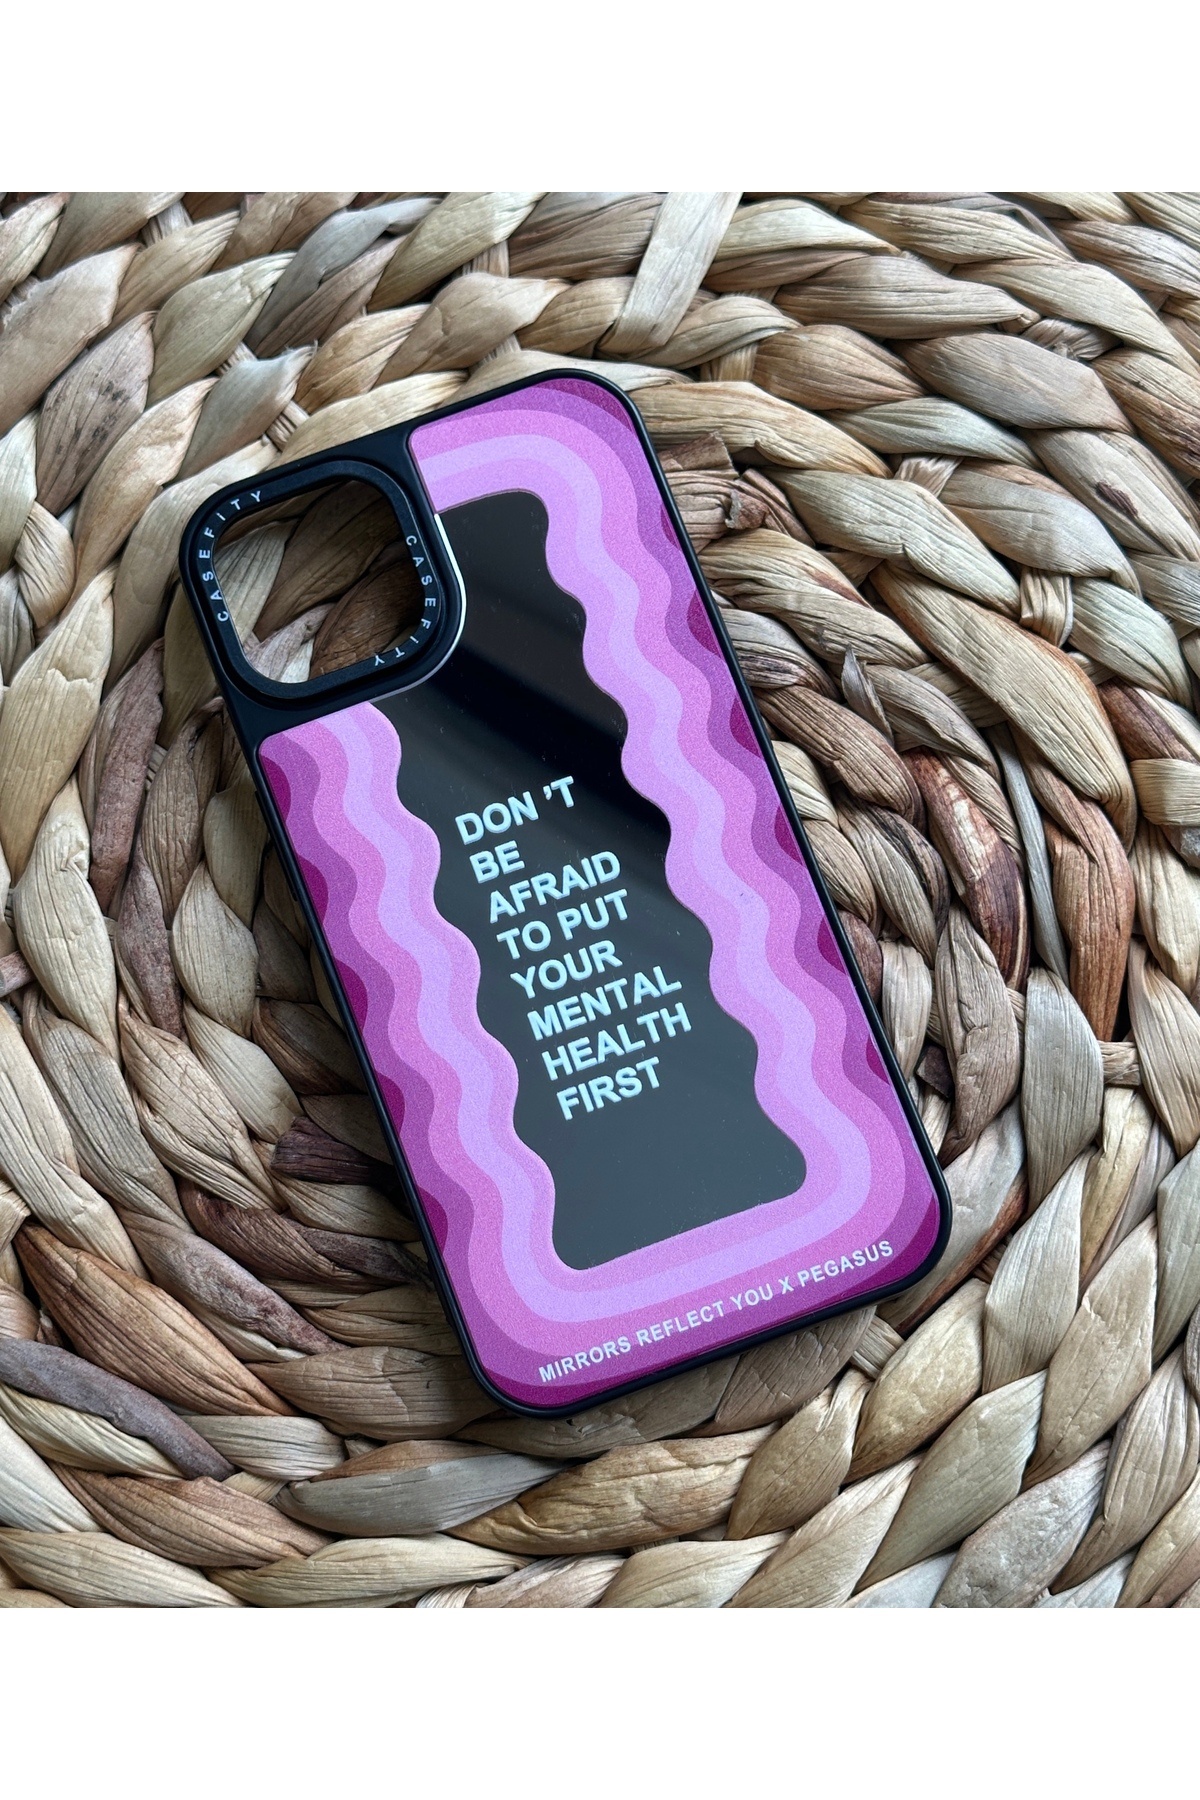 CASEFITY
CASEFITY
DON 'T
BE
AFRAID
TO PUT
YOUR
MENTAL
HEALTH
FIRST
MIRRORS REFLECT YOU X PEGASUS